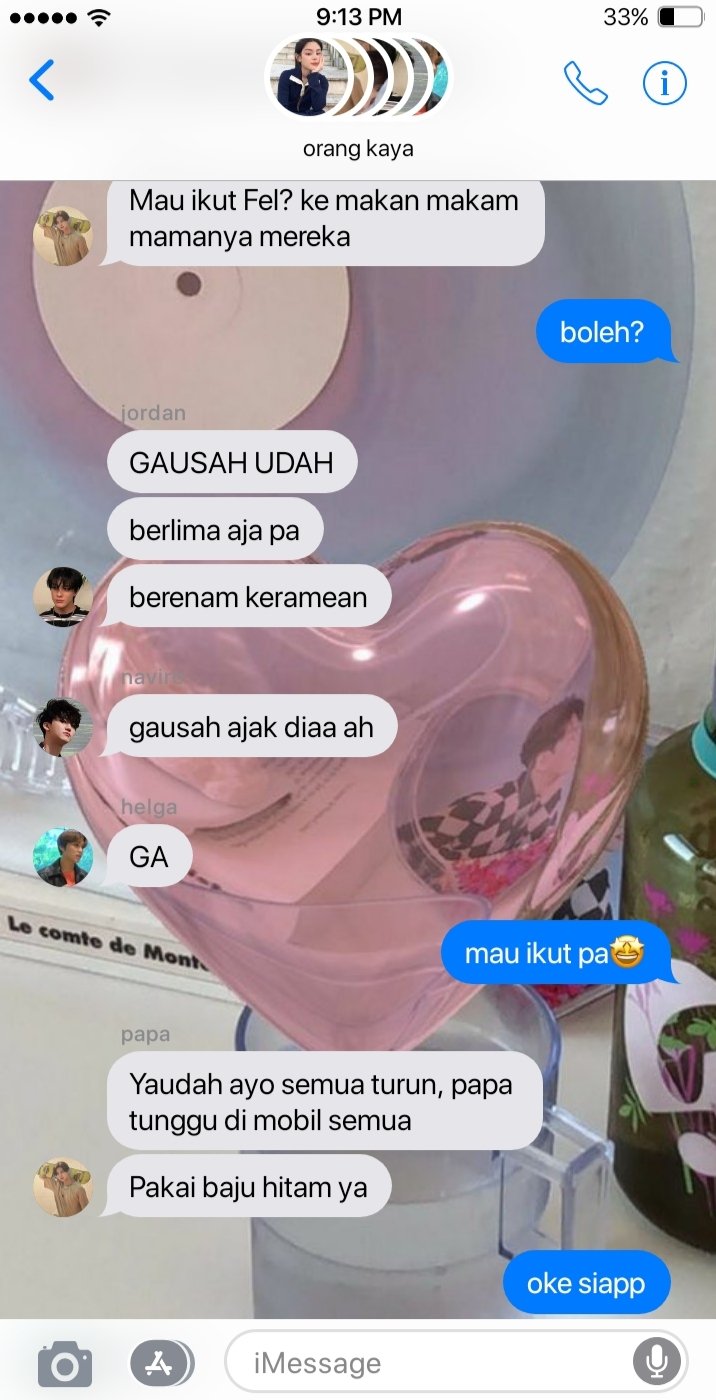 9:13 PM
33%
orang kaya
Mau ikut Fel? ke makan makam
mamanya mereka
boleh?
jordan
GAUSAH UDAH
berlima aja pa
berenam keramean
naviro
gausah ajak diaa ah
helga
GA
Le comte de Monte
mau ikut pa🤩
papa
Yaudah ayo semua turun, papa
tunggu di mobil semua
Pakai baju hitam ya
oke siapp
iMessage